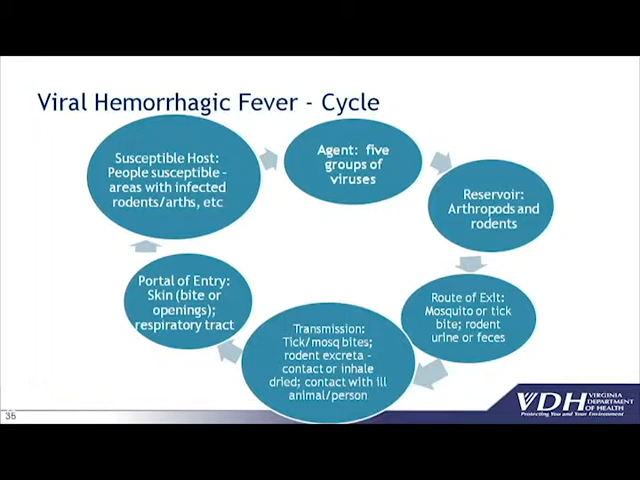 Viral Hemorrhagic Fever - Cycle
Susceptible Host:
People susceptible -
areas with infected
rodents/arths, etc
Agent: five
groups of
viruses
Reservoir:
Arthropods and
rodents
Route of Exit:
Mosquito or tick
bite; rodent
urine or feces
Transmission:
Tick/mosq bites;
rodent excreta -
contact or inhale
dried; contact with ill
animal/person
Portal of Entry:
Skin (bite or
openings);
respiratory tract
35
VDH VIRGINIA
DEPARTMENT
OF HEALTH
Protecting You and Your Environment